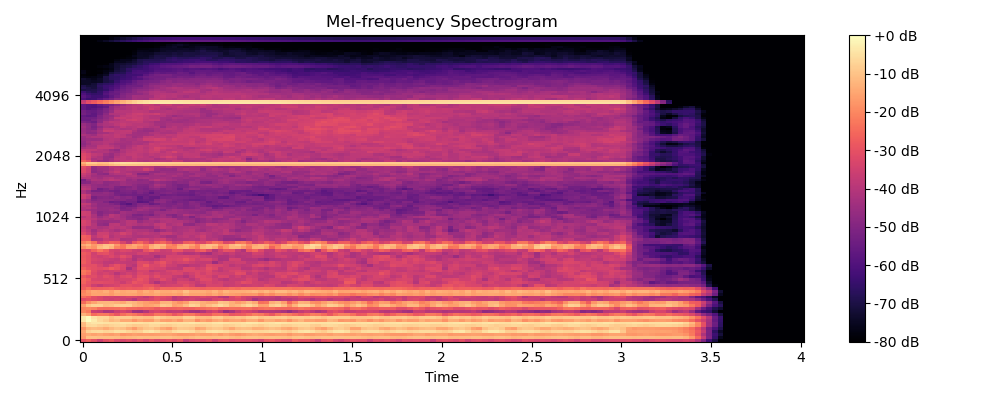 Mel-frequency Spectrogram
Hz
4096
2048
1024
512
0
0 0.5 1 1.5 2 2.5 3 3.5 4
Time
+0 dB
-10 dB
-20 dB
-30 dB
-40 dB
-50 dB
-60 dB
-70 dB
-80 dB